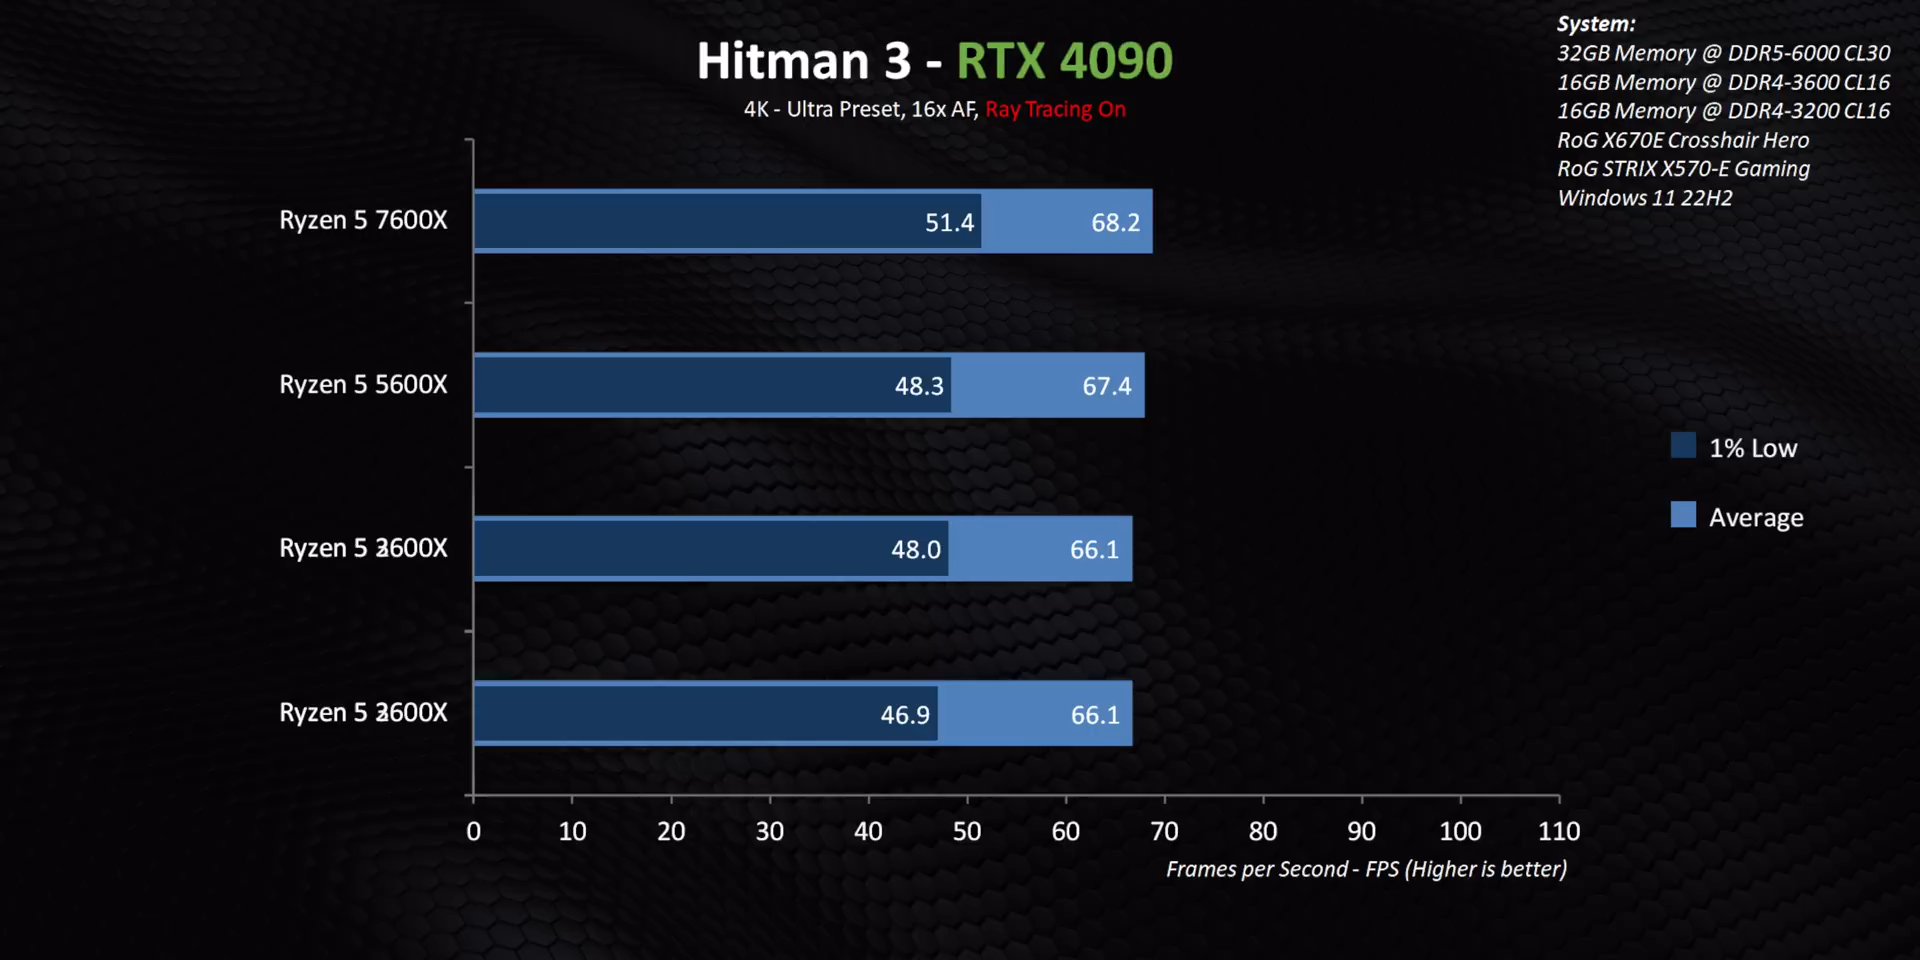 Hitman 3 - RTX 4090
4K - Ultra Preset, 16x AF, Ray Tracing On
System:
32GB Memory @ DDR5-6000 CL30
16GB Memory @ DDR4-3600 CL16
16GB Memory @ DDR4-3200 CL16
RoG X670E Crosshair Hero
RoG STRIX X570-E Gaming
Windows 11 22H2
Ryzen 5 7600X
51.4
68.2
Ryzen 5 5600X
48.3
67.4
Ryzen 5
48.0
66.1
Ryzen 5
46.9
66.1
1% Low
Average
0 10 20 30 40 50 60 70 80 90 100 110
Frames per Second - FPS (Higher is better)